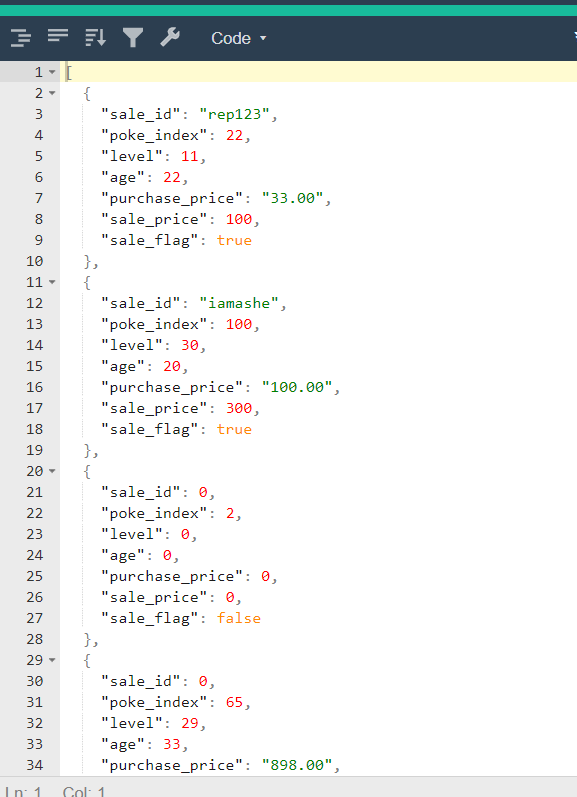 Code
1 [
2 {
3 "sale_id": "rep123",
4 "poke_index": 22,
5 "level": 11,
6 "age": 22,
7 "purchase_price": "33.00",
8 "sale_price": 100,
9 "sale_flag": true
10 },
11 {
12 "sale_id": "iamashe",
13 "poke_index": 100,
14 "level": 30,
15 "age": 20,
16 "purchase_price": "100.00",
17 "sale_price": 300,
18 "sale_flag": true
19 },
20 {
21 "sale_id": 0,
22 "poke_index": 2,
23 "level": 0,
24 "age": 0,
25 "purchase_price": 0,
26 "sale_price": 0,
27 "sale_flag": false
28 },
29 {
30 "sale_id": 0,
31 "poke_index": 65,
32 "level": 29,
33 "age": 33,
34 "purchase_price": "898.00",
Ln: 1 Col: 1